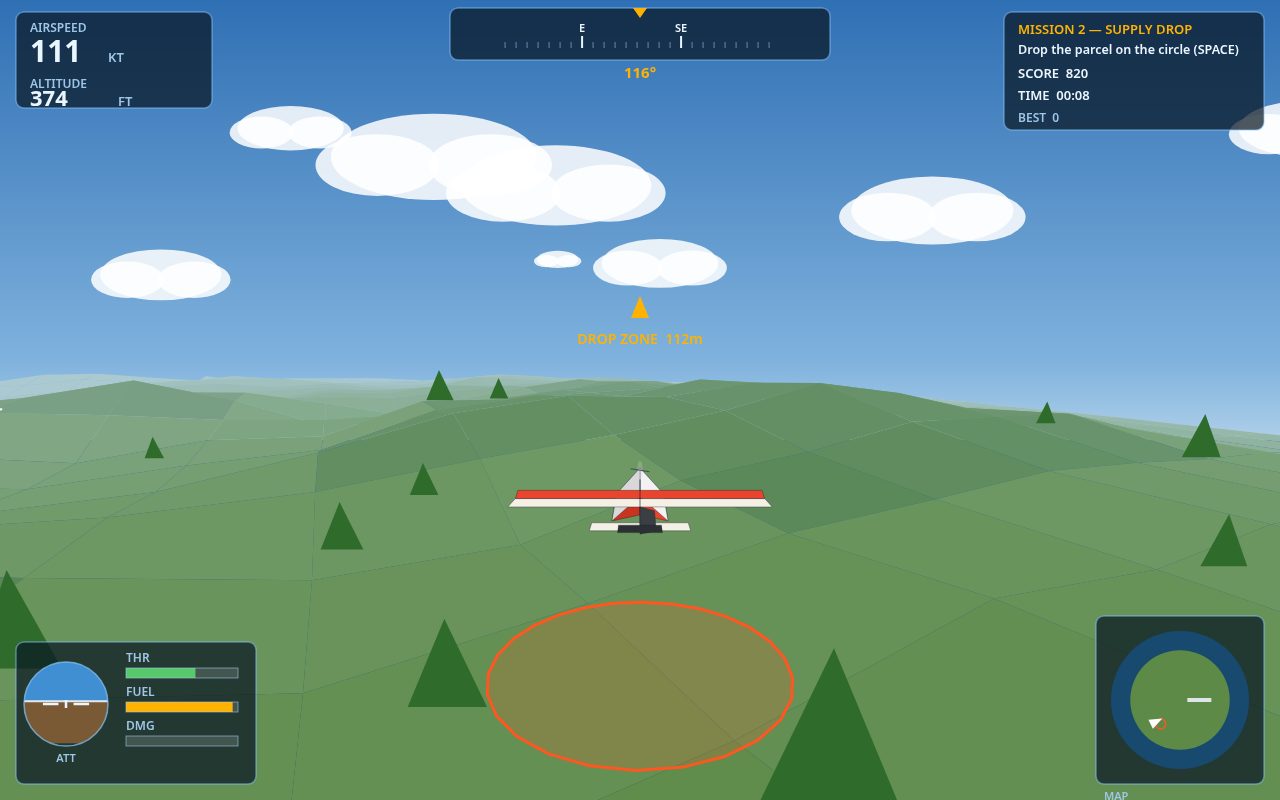 AIRSPEED
111 KT
ALTITUDE
374 FT
E SE
116°
MISSION 2 — SUPPLY DROP
Drop the parcel on the circle (SPACE)
SCORE 820
TIME 00:08
BEST 0
DROP ZONE 112m
THR
FUEL
DMG
ATT
MAP